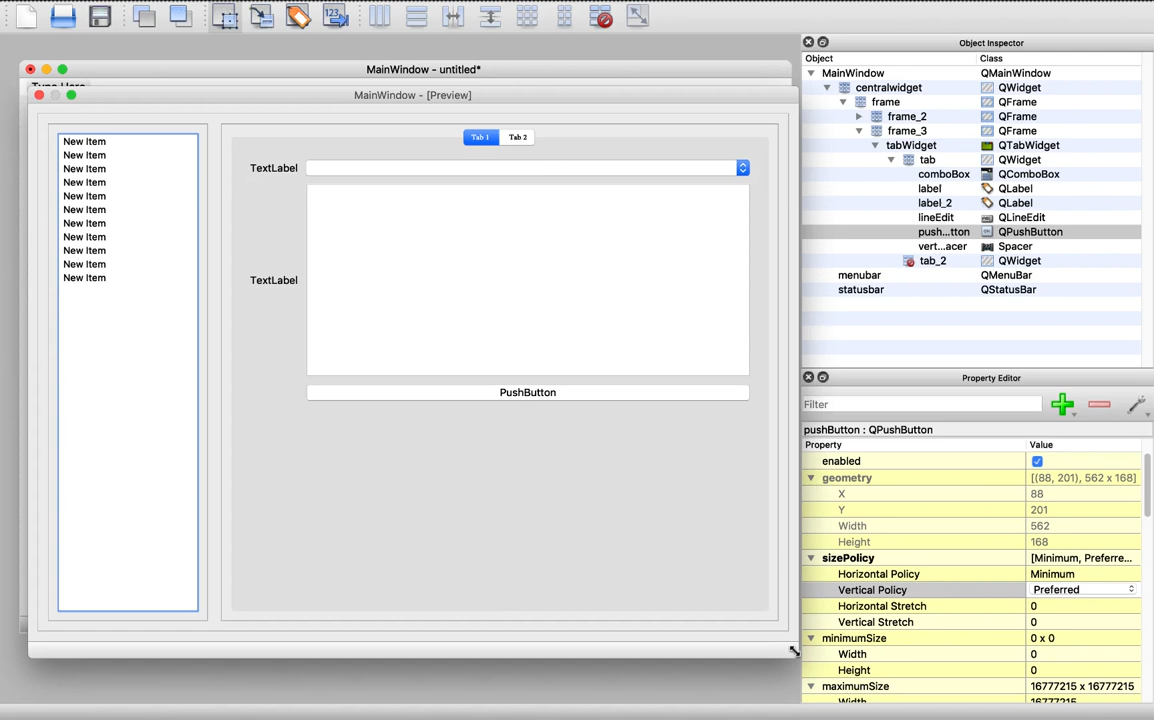 123
Object Inspector
Object Class
MainWindow - untitled*
MainWindow QMainWindow
Type Here
centralwidget QWidget
MainWindow - [Preview]
frame QFrame
frame_2 QFrame
frame_3 QFrame
Tab 1 Tab 2
New Item
New Item
New Item
New Item
New Item
New Item
New Item
New Item
New Item
New Item
New Item
TextLabel
TextLabel
PushButton
tabWidget QTabWidget
tab QWidget
comboBox QComboBox
label QLabel
label_2 QLabel
lineEdit QLineEdit
push...tton QPushButton
vert...acer Spacer
tab_2 QWidget
menubar QMenuBar
statusbar QStatusBar
Property Editor
Filter
pushButton : QPushButton
Property Value
enabled
geometry [(88, 201), 562 x 168]
X 88
Y 201
Width 562
Height 168
sizePolicy [Minimum, Preferre...
Horizontal Policy Minimum
Vertical Policy Preferred
Horizontal Stretch 0
Vertical Stretch 0
minimumSize 0 x 0
Width 0
Height 0
maximumSize 16777215 x 16777215
Width 16777215